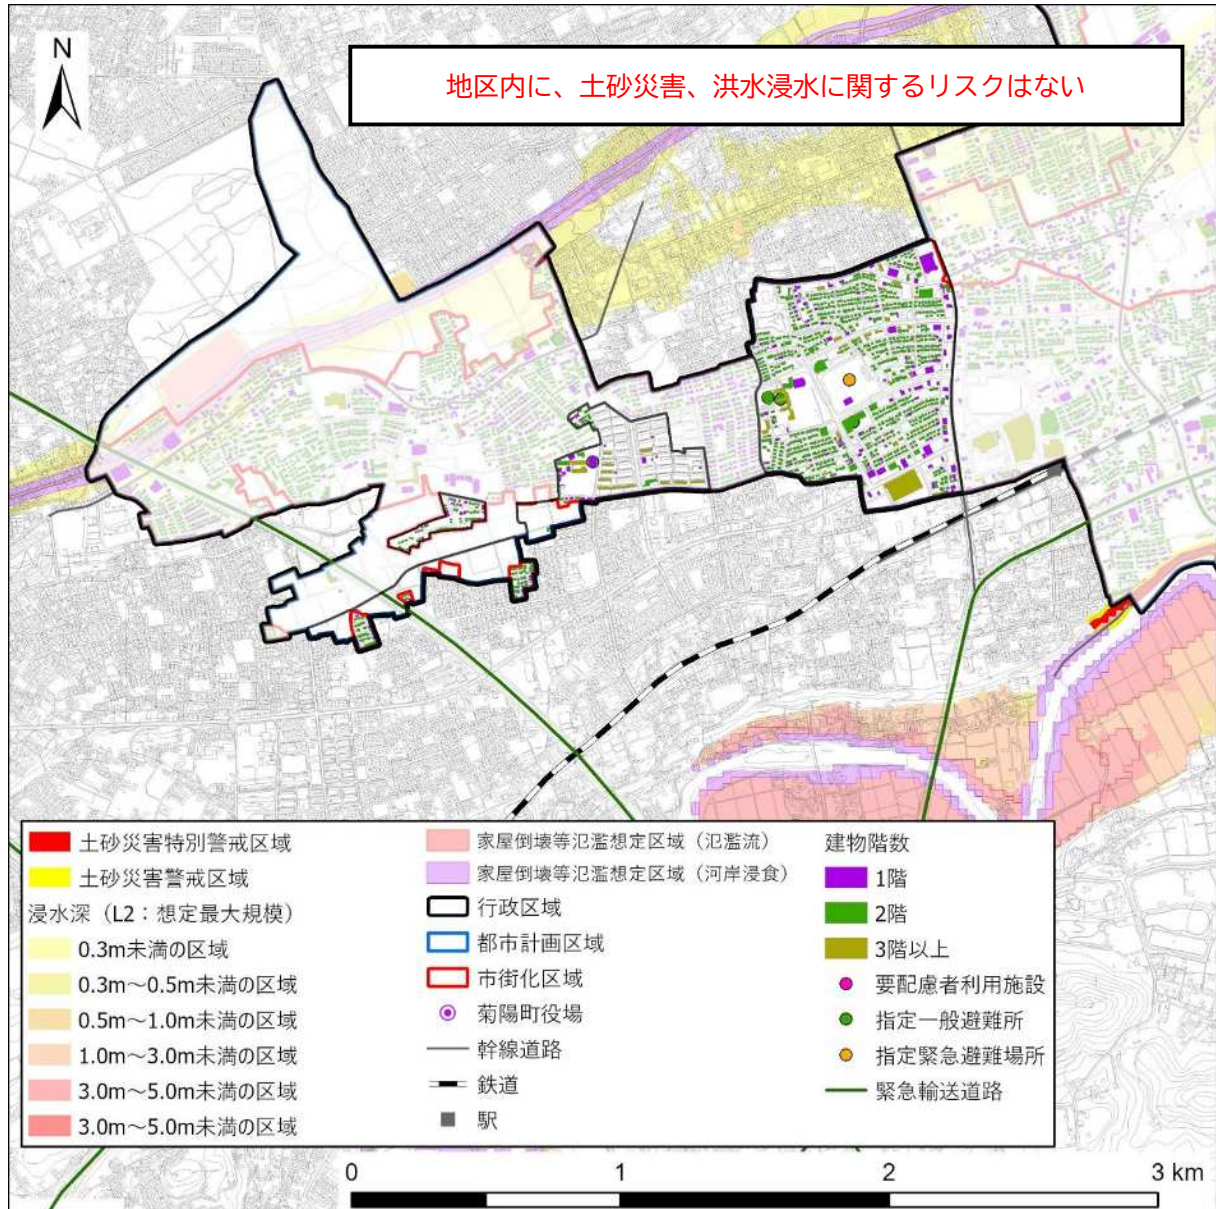 N
地区内に、土砂災害、洪水浸水に関するリスクはない
土砂災害特別警戒区域
土砂災害警戒区域
浸水深（L2：想定最大規模）
0.3m未満の区域
0.3m～0.5m未満の区域
0.5m～1.0m未満の区域
1.0m～3.0m未満の区域
3.0m～5.0m未満の区域
3.0m～5.0m未満の区域
家屋倒壊等氾濫想定区域（氾濫流）
家屋倒壊等氾濫想定区域（河岸浸食）
行政区域
都市計画区域
市街化区域
菊陽町役場
幹線道路
鉄道
駅
建物階数
1階
2階
3階以上
要配慮者利用施設
指定一般避難所
指定緊急避難場所
緊急輸送道路
0 1 2 3 km